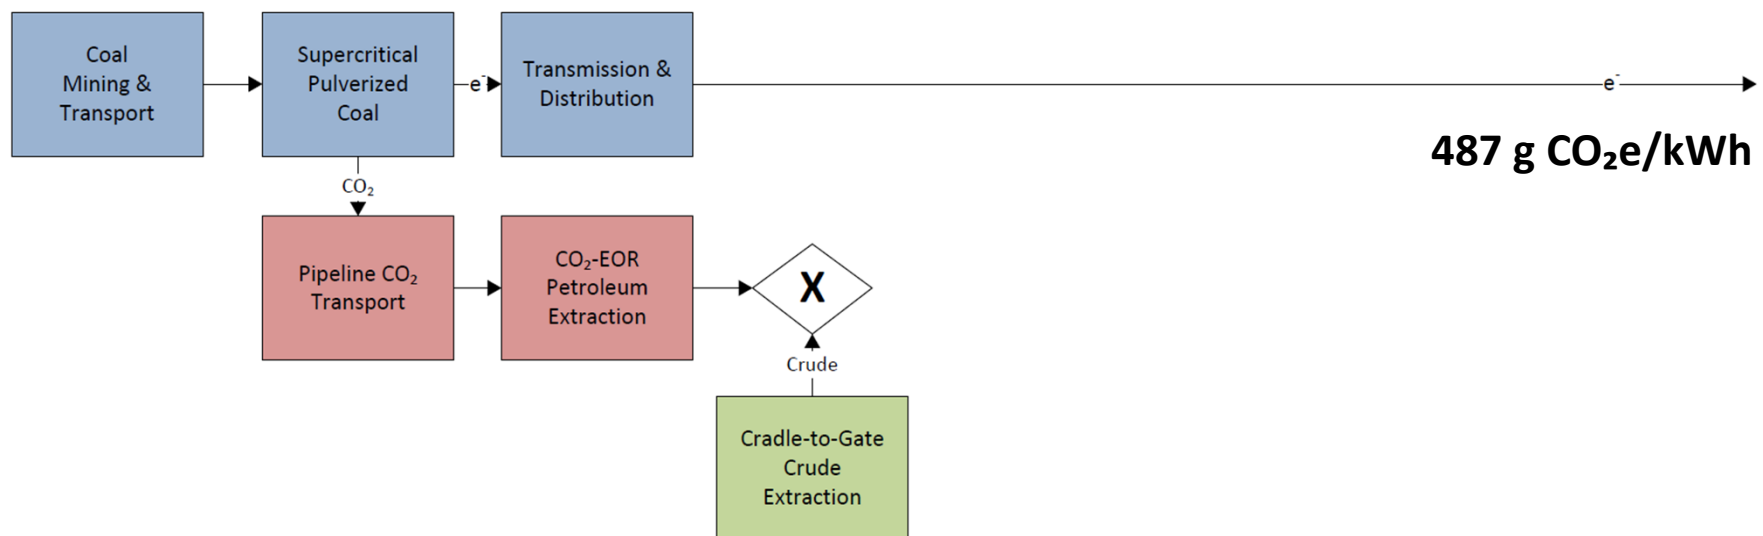 Coal
Mining &
Transport
Supercritical
Pulverized
Coal
e⁻
Transmission &
Distribution
e⁻
487 g CO₂e/kWh
CO₂
Pipeline CO₂
Transport
CO₂-EOR
Petroleum
Extraction
X
Crude
Cradle-to-Gate
Crude
Extraction